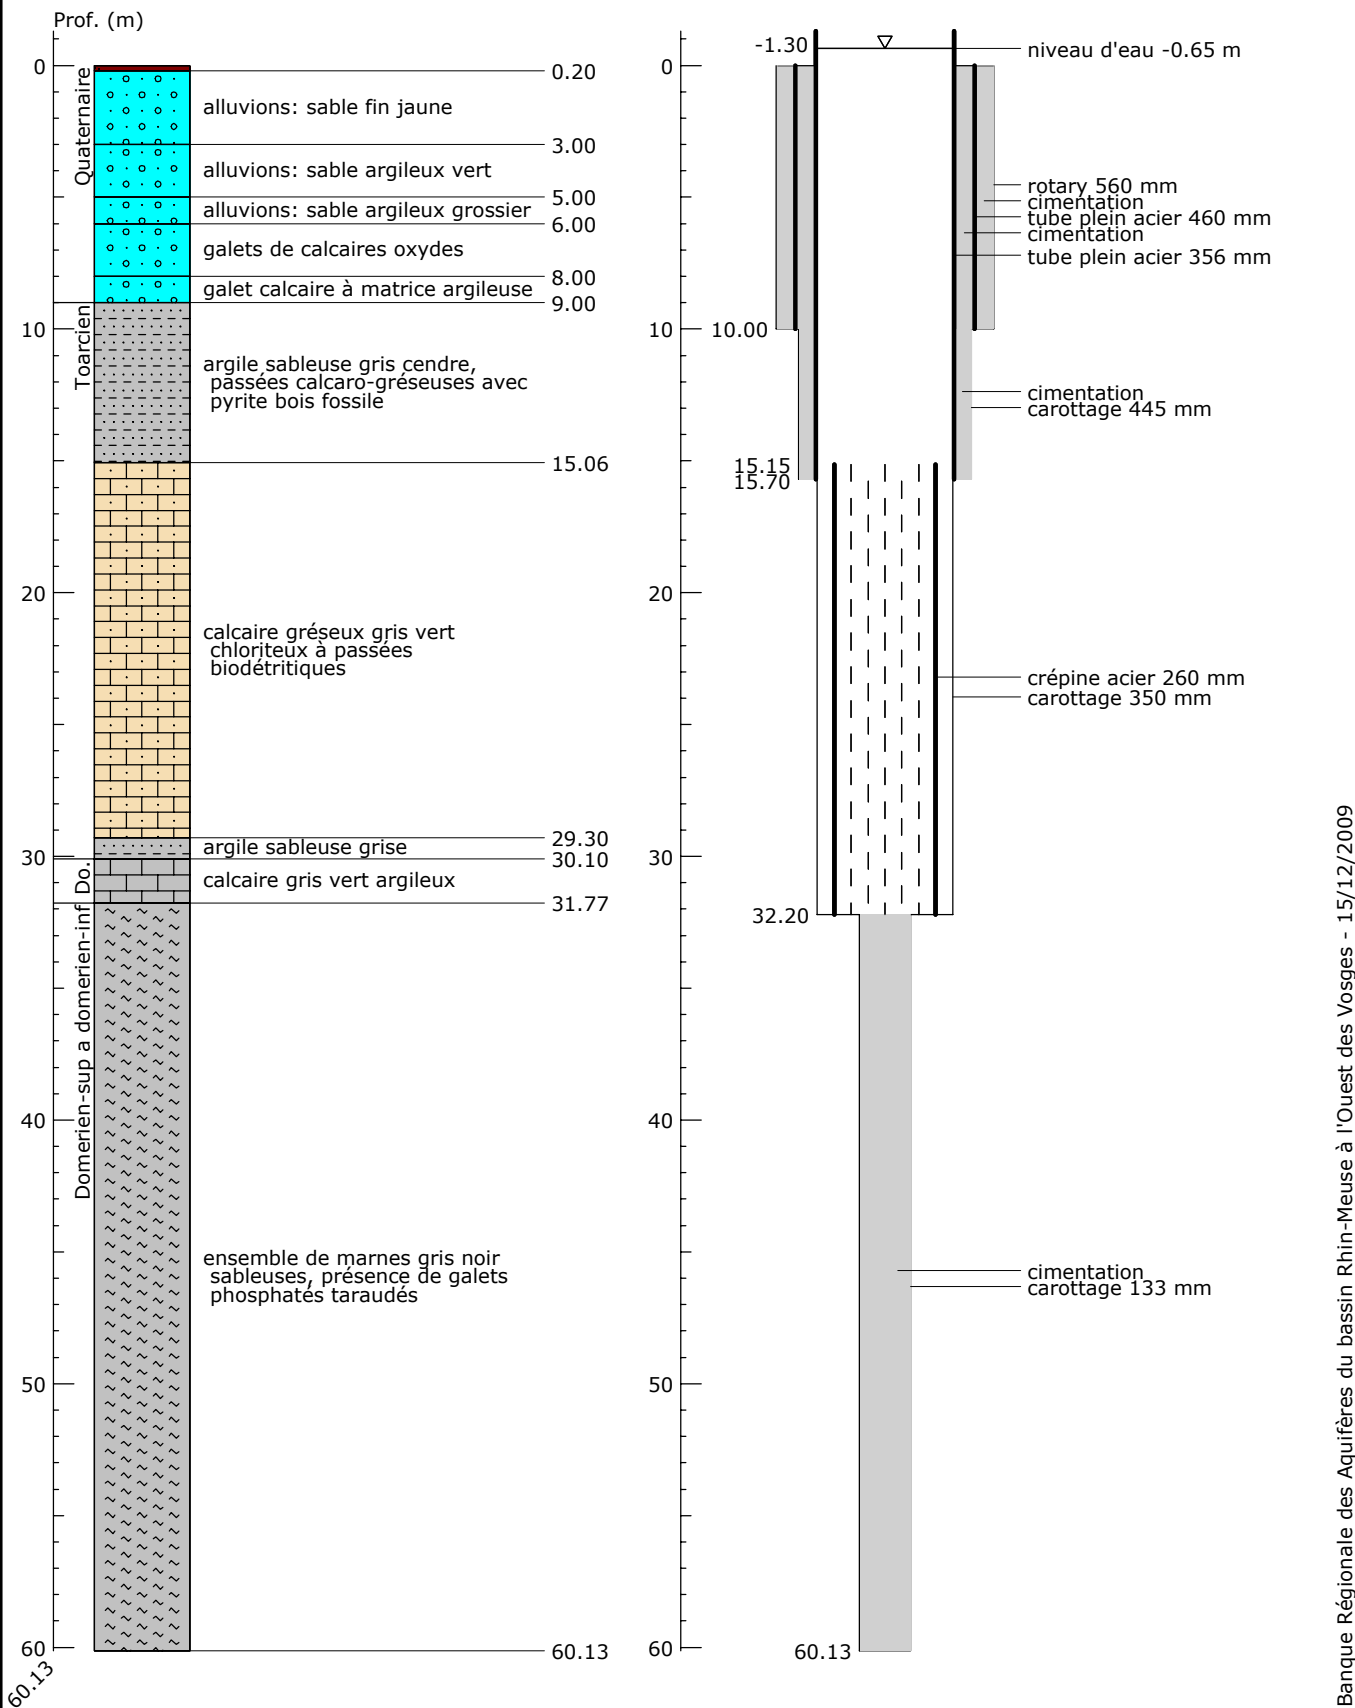 Prof. (m)
0
10
20
30
40
50
60
60.13
Quaternaire
Toarcien
Do.
Domerien-sup a domerien-inf
0.20
alluvions: sable fin jaune
3.00
alluvions: sable argileux vert
5.00
alluvions: sable argileux grossier
6.00
galets de calcaires oxydes
8.00
galet calcaire à matrice argileuse
9.00
argile sableuse gris cendre,
passées calcaro-gréseuses avec
pyrite bois fossile
15.06
calcaire gréseux gris vert
chloriteux à passées
biodétritiques
29.30
argile sableuse grise
30.10
calcaire gris vert argileux
31.77
ensemble de marnes gris noir
sableuses, présence de galets
phosphatés taraudés
60.13
0
10
20
30
40
50
60
-1.30
niveau d'eau -0.65 m
rotary 560 mm
cimentation
tube plein acier 460 mm
cimentation
tube plein acier 356 mm
10.00
cimentation
carottage 445 mm
15.15
15.70
crépine acier 260 mm
carottage 350 mm
32.20
cimentation
carottage 133 mm
60.13
Banque Régionale des Aquifères du bassin Rhin-Meuse à l'Ouest des Vosges - 15/12/2009